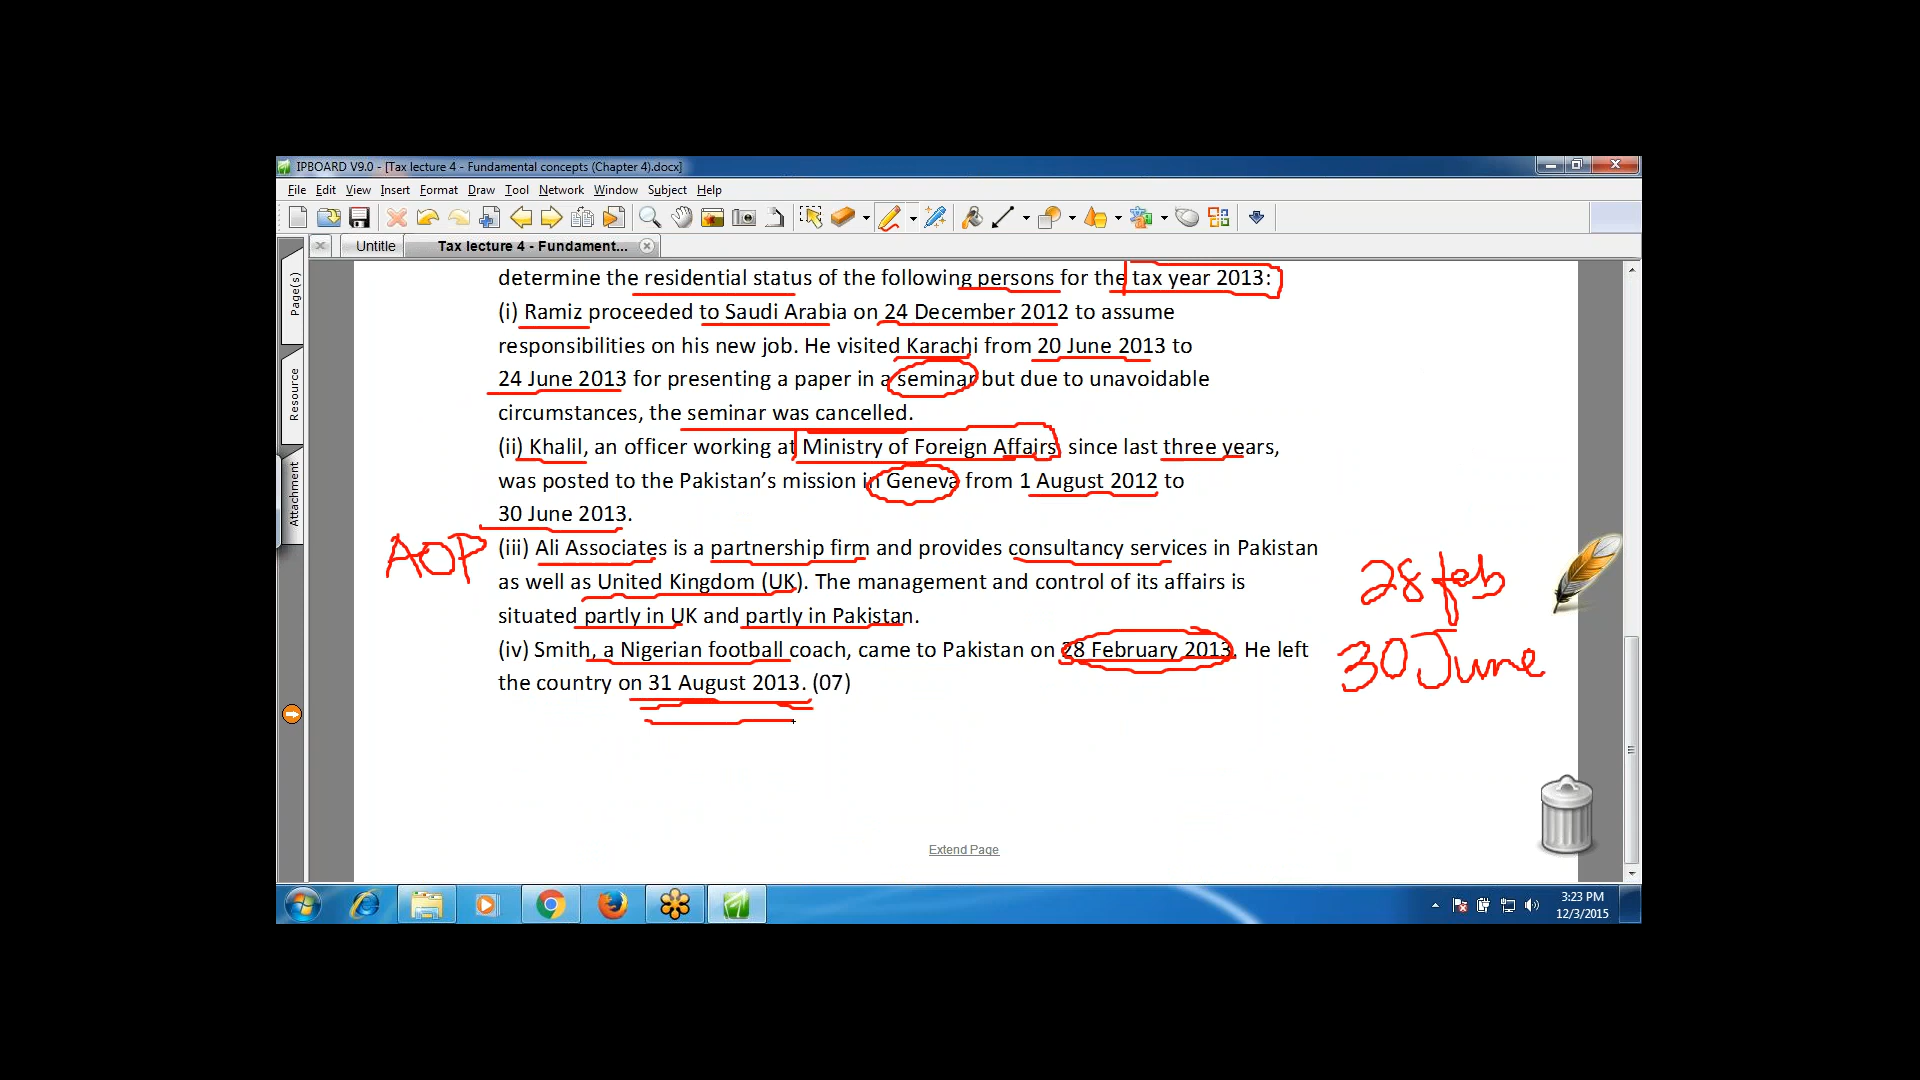 IPBOARD V9.0 - [Tax lecture 4 - Fundamental concepts (Chapter 4).docx]
File Edit View Insert Format Draw Tool Network Window Subject Help
Untitle Tax lecture 4 - Fundament...
Page(s)
Resource
Attachment
determine the residential status of the following persons for the tax year 2013:
(i) Ramiz proceeded to Saudi Arabia on 24 December 2012 to assume
responsibilities on his new job. He visited Karachi from 20 June 2013 to
24 June 2013 for presenting a paper in a seminar but due to unavoidable
circumstances, the seminar was cancelled.
(ii) Khalil, an officer working at Ministry of Foreign Affairs since last three years,
was posted to the Pakistan’s mission in Geneva from 1 August 2012 to
30 June 2013.
AOP
(iii) Ali Associates is a partnership firm and provides consultancy services in Pakistan
as well as United Kingdom (UK). The management and control of its affairs is
situated partly in UK and partly in Pakistan.
(iv) Smith, a Nigerian football coach, came to Pakistan on 28 February 2013. He left
the country on 31 August 2013. (07)
28 feb
30 June
Extend Page
3:23 PM
12/3/2015